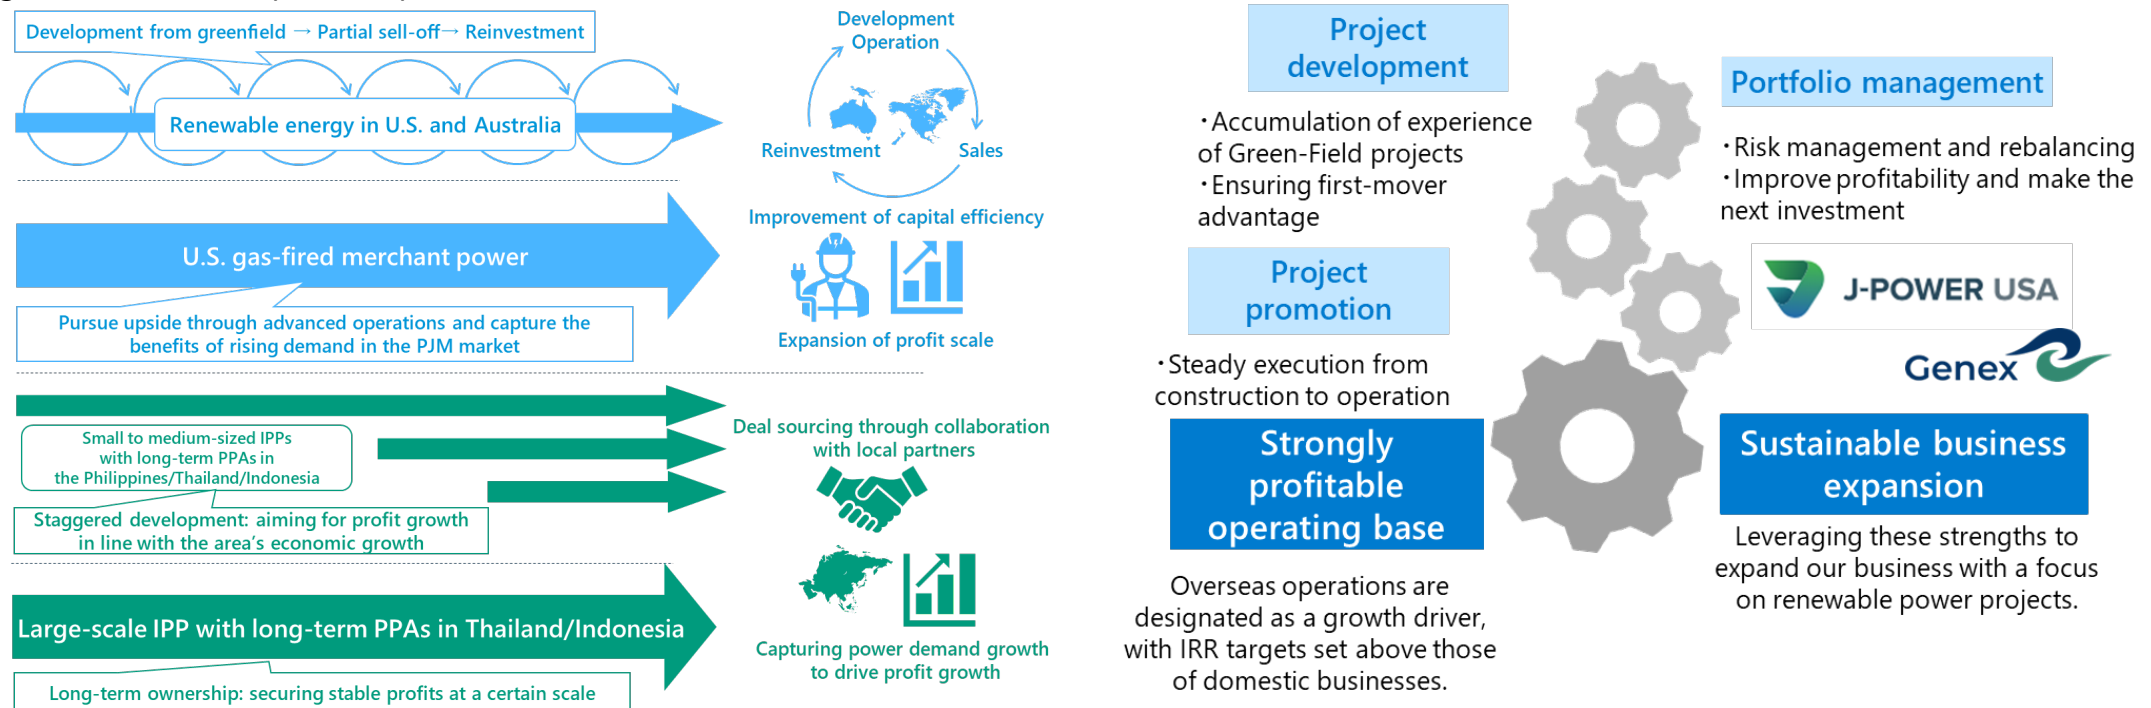 Development from greenfield → Partial sell-off→ Reinvestment
Renewable energy in U.S. and Australia
Development
Operation
Reinvestment
Sales
Improvement of capital efficiency
U.S. gas-fired merchant power
Pursue upside through advanced operations and capture the
benefits of rising demand in the PJM market
Expansion of profit scale
Small to medium-sized IPPs
with long-term PPAs in
the Philippines/Thailand/Indonesia
Staggered development: aiming for profit growth
in line with the area's economic growth
Deal sourcing through collaboration
with local partners
Large-scale IPP with long-term PPAs in Thailand/Indonesia
Long-term ownership: securing stable profits at a certain scale
Capturing power demand growth
to drive profit growth
Project
development
・Accumulation of experience
of Green-Field projects
・Ensuring first-mover
advantage
Project
promotion
・Steady execution from
construction to operation
Strongly
profitable
operating base
Overseas operations are
designated as a growth driver,
with IRR targets set above those
of domestic businesses.
Portfolio management
・Risk management and rebalancing
・Improve profitability and make the
next investment
J-POWER USA
Genex
Sustainable business
expansion
Leveraging these strengths to
expand our business with a focus
on renewable power projects.